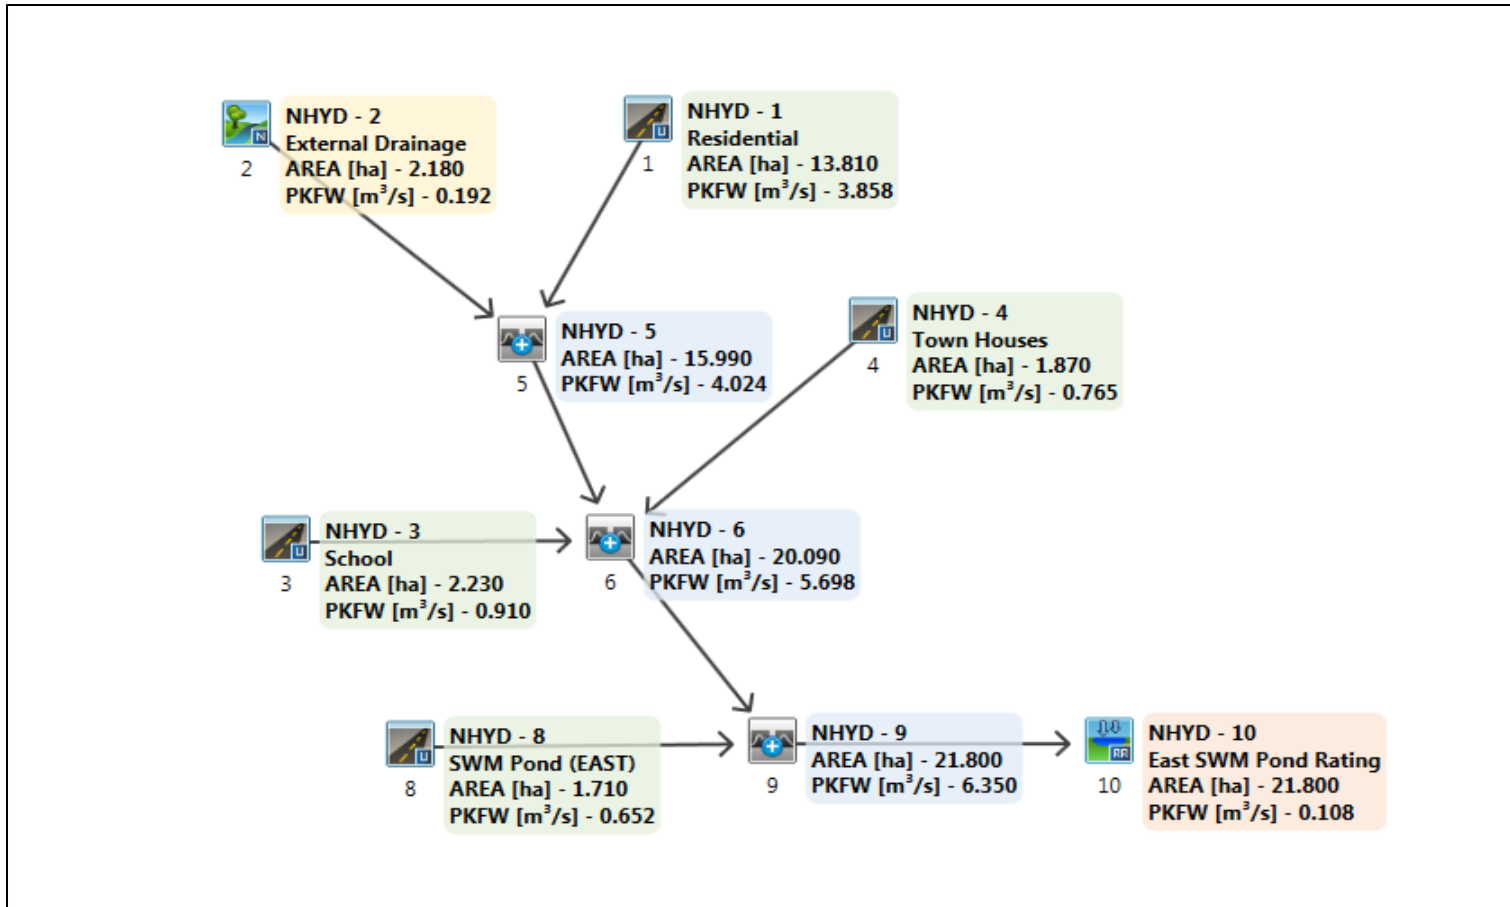 NHYD - 2
External Drainage
AREA [ha] - 2.180
PKFW [m³/s] - 0.192
N
2
NHYD - 1
Residential
AREA [ha] - 13.810
PKFW [m³/s] - 3.858
U
1
NHYD - 5
AREA [ha] - 15.990
PKFW [m³/s] - 4.024
5
NHYD - 4
Town Houses
AREA [ha] - 1.870
PKFW [m³/s] - 0.765
U
4
NHYD - 3
School
AREA [ha] - 2.230
PKFW [m³/s] - 0.910
U
3
NHYD - 6
AREA [ha] - 20.090
PKFW [m³/s] - 5.698
6
NHYD - 8
SWM Pond (EAST)
AREA [ha] - 1.710
PKFW [m³/s] - 0.652
U
8
NHYD - 9
AREA [ha] - 21.800
PKFW [m³/s] - 6.350
9
NHYD - 10
East SWM Pond Rating
AREA [ha] - 21.800
PKFW [m³/s] - 0.108
RR
10